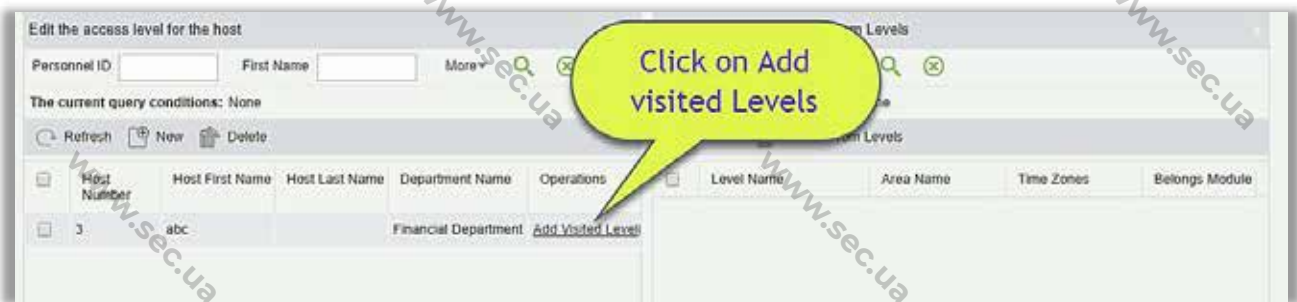 Edit the access level for the host
m Levels
Personnel ID First Name More
The current query conditions: None
Click on Add
visited Levels
Refresh New Delete
m Levels
Host Number Host First Name Host Last Name Department Name Operations
Level Name Area Name Time Zones Belongs Module
3 abc Financial Department Add Visited Level
www.sec.ua
www.sec.ua
www.sec.ua
www.sec.ua